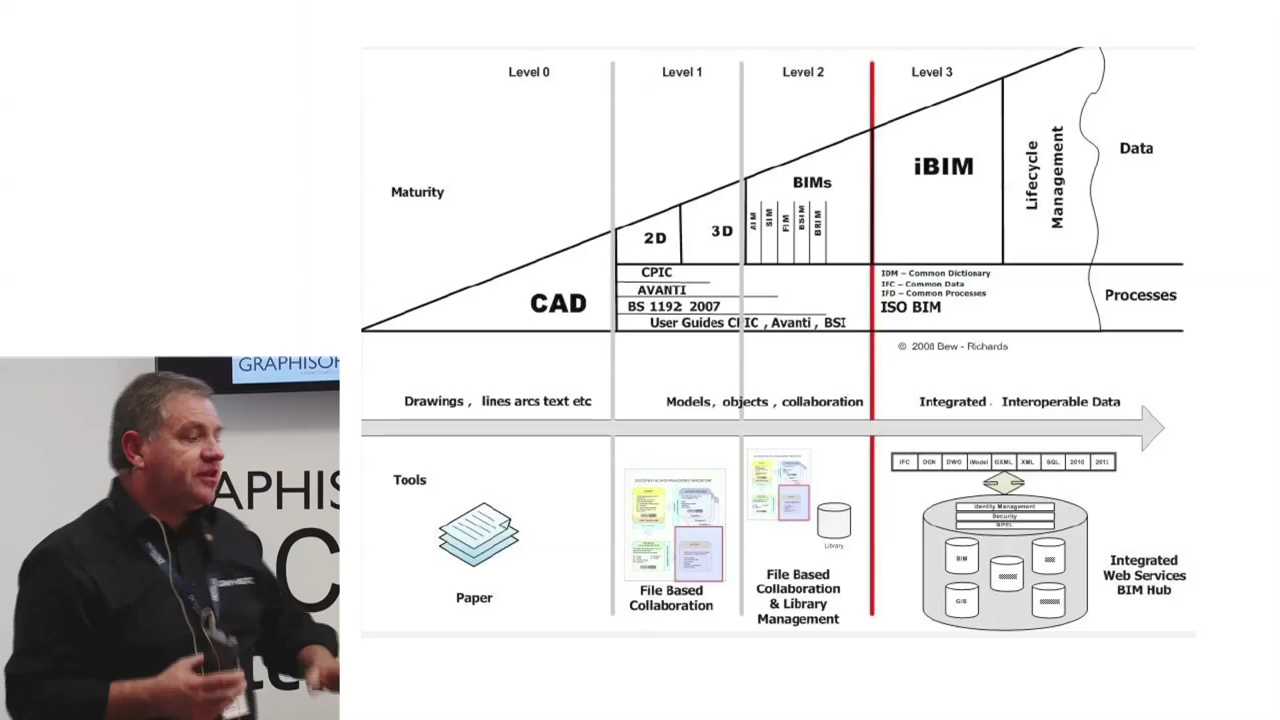 Level 0
Level 1
Level 2
Level 3
Maturity
BIMs
iBIM
Lifecycle
Management
Data
2D
3D
AIM
SIM
FIM
BSIM
BRIM
CAD
CPIC
AVANTI
BS 1192 2007
User Guides CPIC , Avanti , BSI
IDM – Common Dictionary
IFC – Common Data
IFD – Common Processes
ISO BIM
Processes
© 2008 Bew - Richards
Drawings , lines arcs text etc
Models, objects , collaboration
Integrated , Interoperable Data
Tools
Paper
File Based
Collaboration
Library
File Based
Collaboration
& Library
Management
IFC DGN DWG iModel GXML XML SQL 2010 2011
Identity Management
Security
BPEL
BIM
GIS
Integrated
Web Services
BIM Hub
GRAPHISOF
APHIS